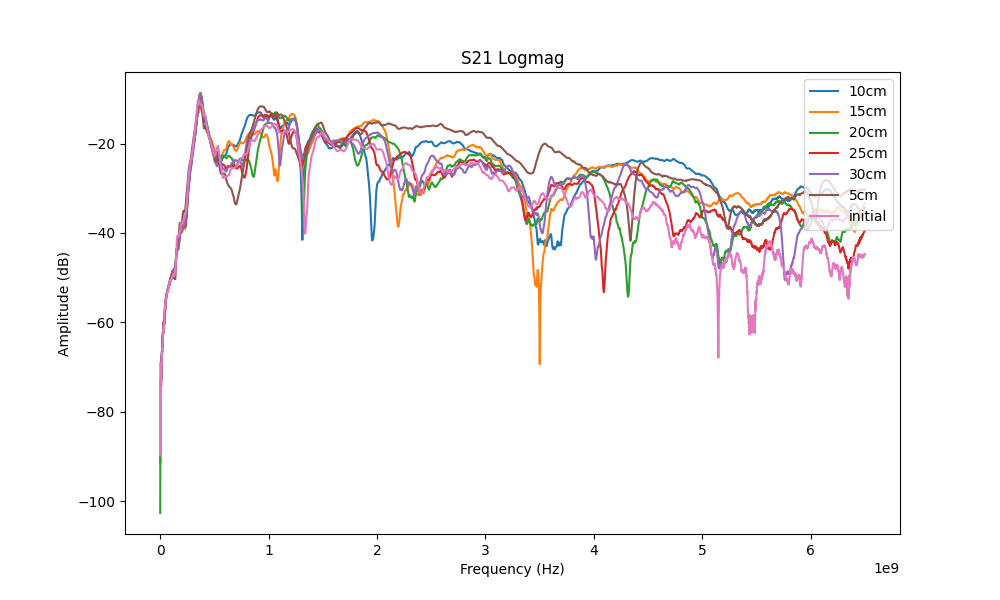 S21 Logmag
10cm
15cm
20cm
25cm
30cm
5cm
initial
−20
−40
−60
−80
−100
Amplitude (dB)
0 1 2 3 4 5 6
1e9
Frequency (Hz)